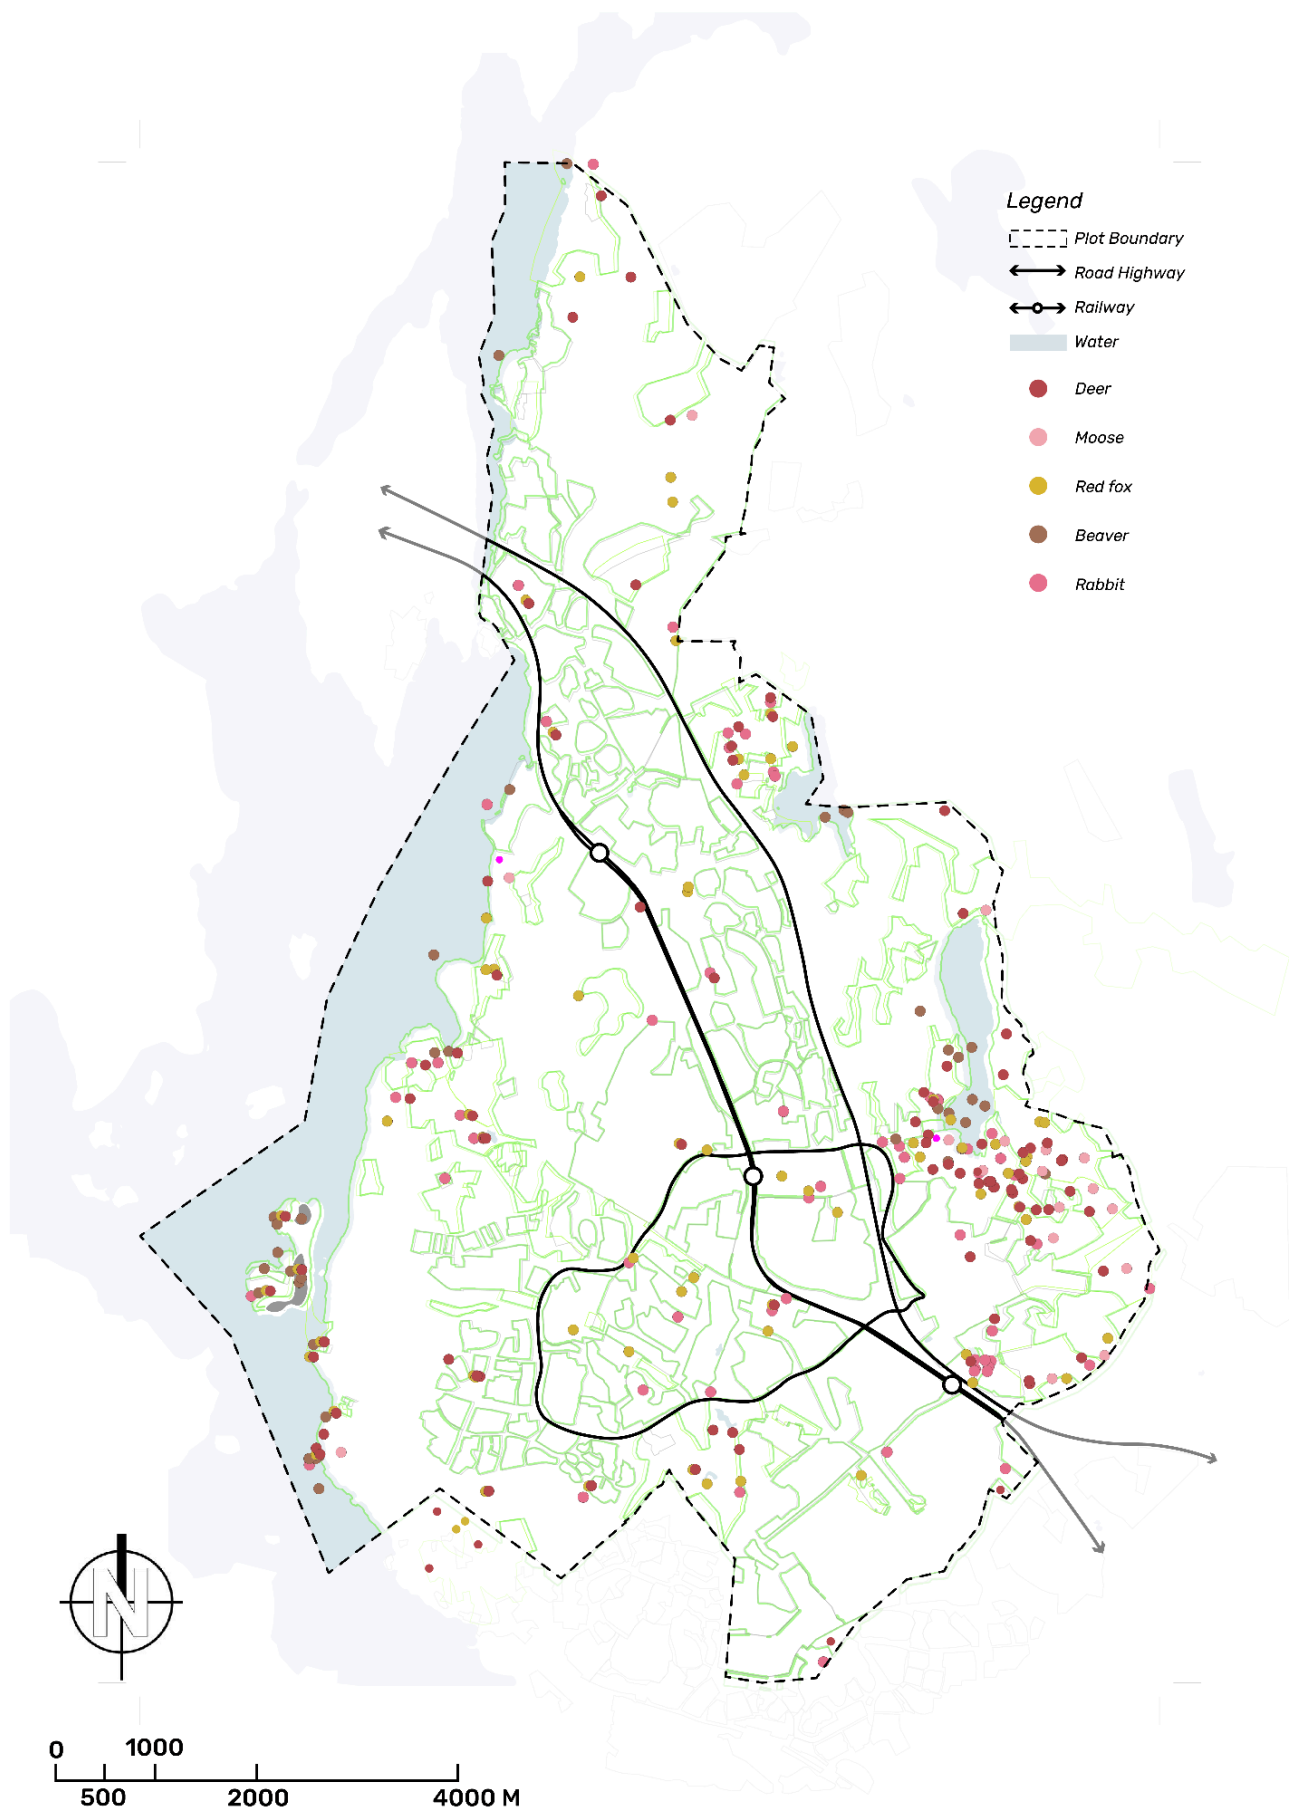 Legend
Plot Boundary
Road Highway
Railway
Water
Deer
Moose
Red fox
Beaver
Rabbit
N
0 1000
500 2000 4000 M